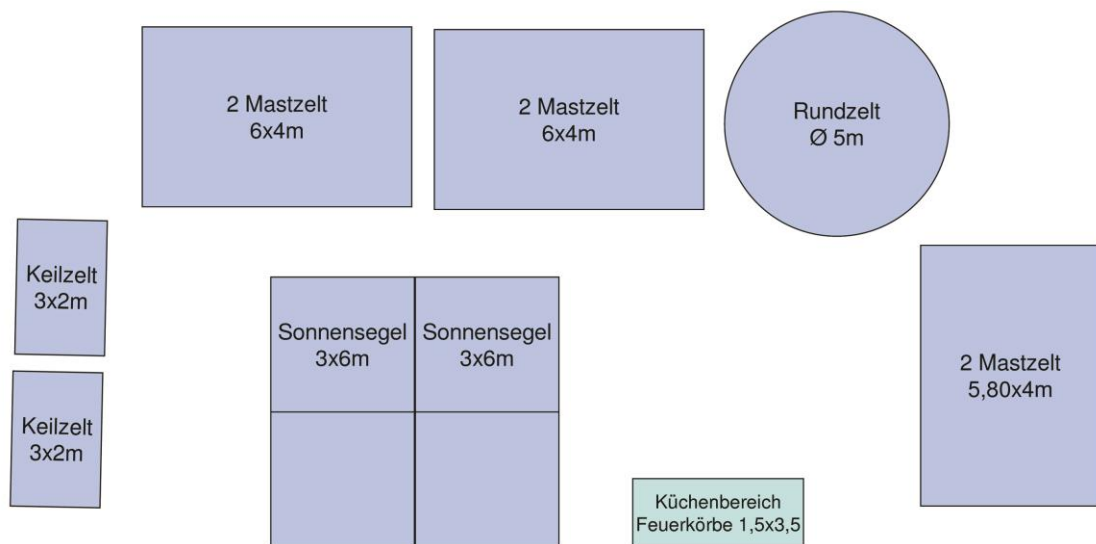 2 Mastzelt
6x4m
2 Mastzelt
6x4m
Rundzelt
Ø 5m
Keilzelt
3x2m
Sonnensegel
3x6m
Sonnensegel
3x6m
2 Mastzelt
5,80x4m
Keilzelt
3x2m
Küchenbereich
Feuerkörbe 1,5x3,5